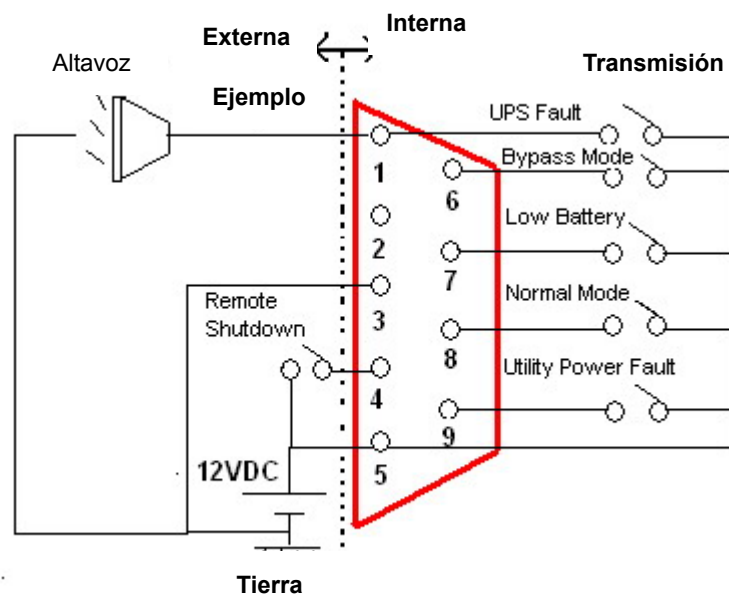 Externa
Interna
Altavoz
Transmisión
Ejemplo
UPS Fault
1
Bypass Mode
6
2
Low Battery
7
Remote
Shutdown
3
Normal Mode
8
4
Utility Power Fault
9
12VDC
5
Tierra